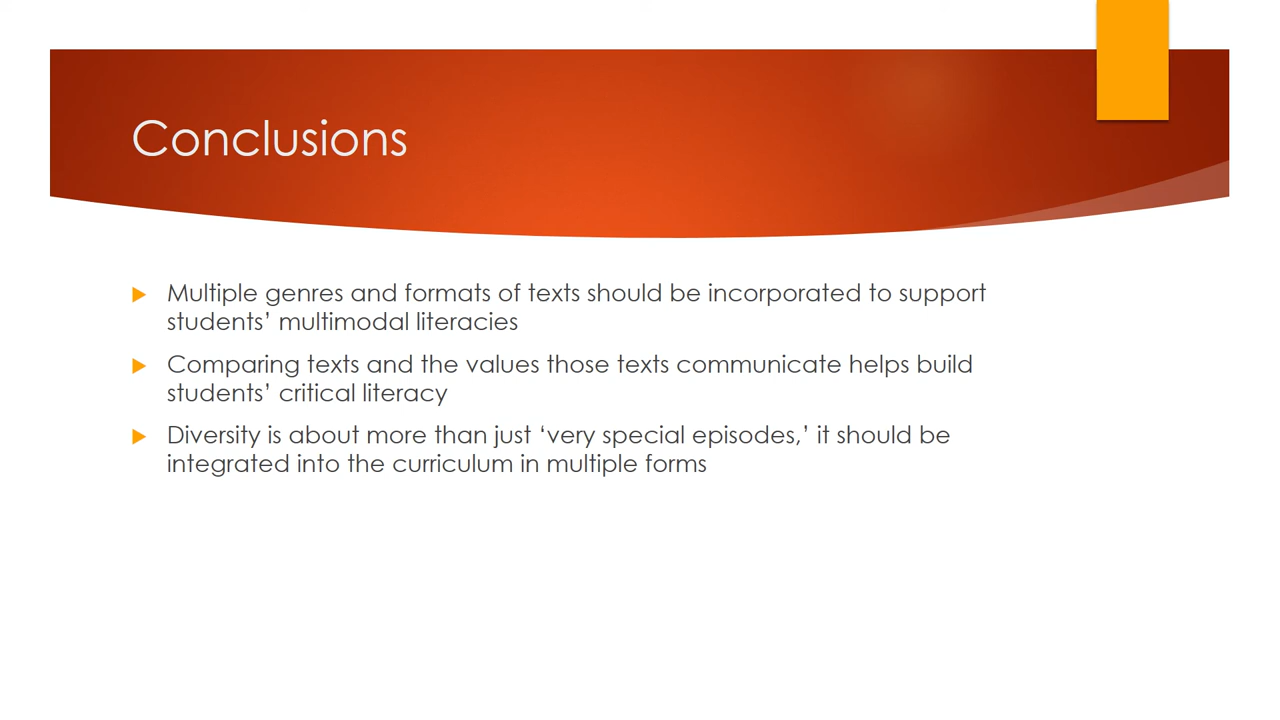 Conclusions
Multiple genres and formats of texts should be incorporated to support
students’ multimodal literacies
Comparing texts and the values those texts communicate helps build
students’ critical literacy
Diversity is about more than just ‘very special episodes,’ it should be
integrated into the curriculum in multiple forms